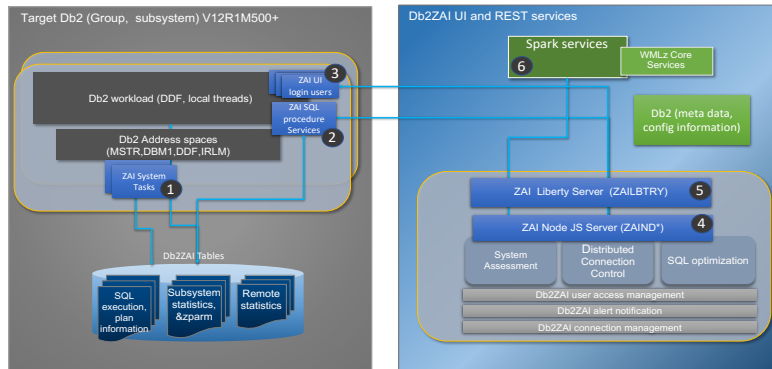 Target Db2 (Group, subsystem) V12R1M500+
3
ZAI UI
login users
Db2 workload (DDF, local threads)
ZAI SQL
procedure
Services
2
Db2 Address spaces
(MSTR,DBM1,DDF,IRLM)
ZAI System
Tasks
1
Db2ZAI Tables
SQL
execution,
plan
information
Subsystem
statistics,
&zparm
Remote
statistics
Db2ZAI UI and REST services
Spark services
6
WMLz Core
Services
Db2 (meta data,
config information)
ZAI Liberty Server (ZAILBTRY)
5
ZAI Node JS Server (ZAIND*)
4
System
Assessment
Distributed
Connection
Control
SQL optimization
Db2ZAI user access management
Db2ZAI alert notification
Db2ZAI connection management